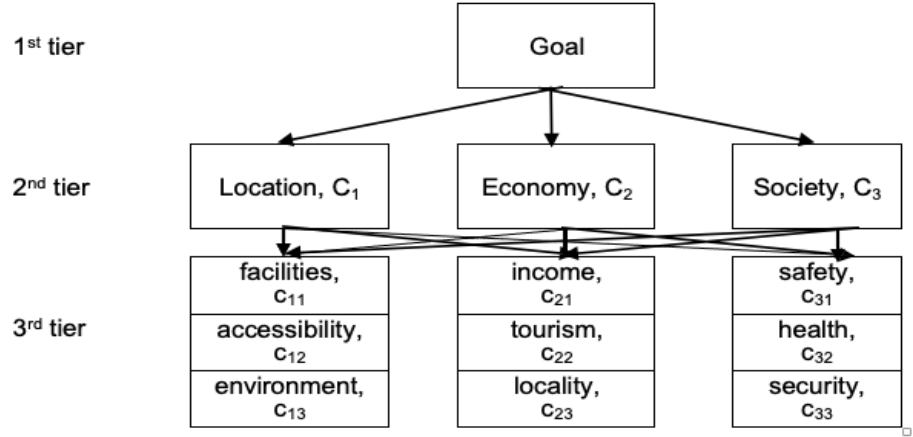 1st tier
Goal
2nd tier
Location, C1
Economy, C2
Society, C3
3rd tier
facilities,
c11
accessibility,
c12
environment,
c13
income,
c21
tourism,
c22
locality,
c23
safety,
c31
health,
c32
security,
c33